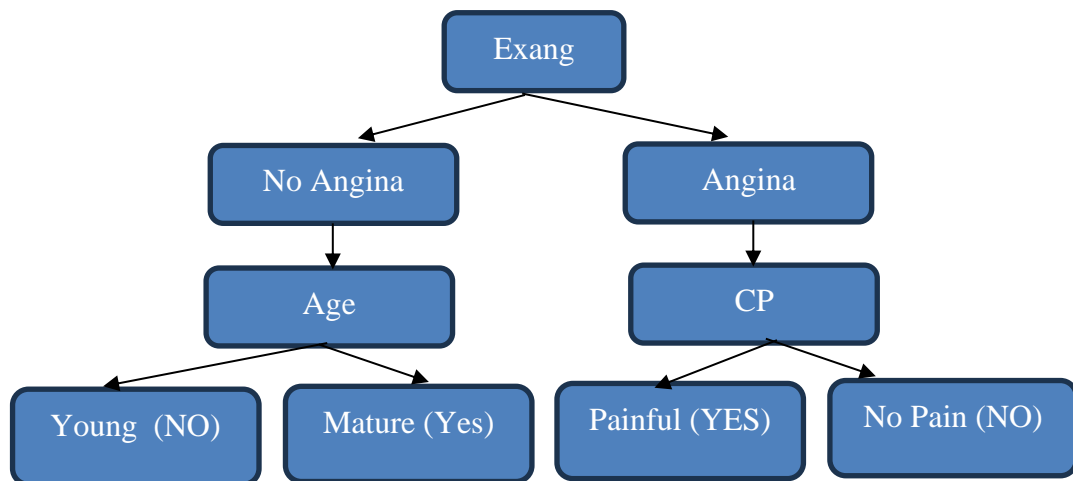 Exang
No Angina
Angina
Age
CP
Young  (NO)
Mature (Yes)
Painful (YES)
No Pain (NO)